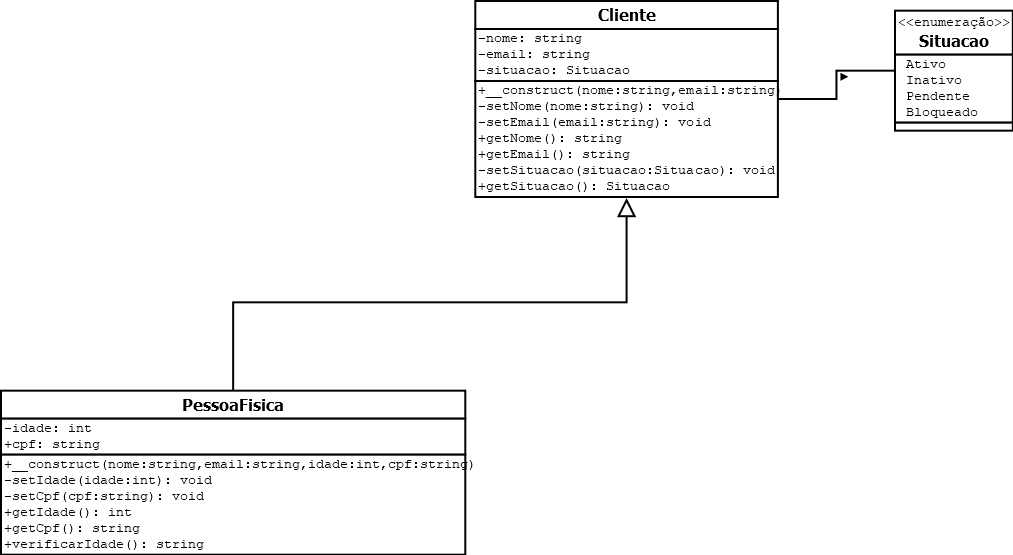 Cliente
-nome: string
-email: string
-situacao: Situacao
+__construct(nome:string,email:string)
-setNome(nome:string): void
-setEmail(email:string): void
+getNome(): string
+getEmail(): string
-setSituacao(situacao:Situacao): void
+getSituacao(): Situacao
<<enumeração>>
Situacao
Ativo
Inativo
Pendente
Bloqueado
PessoaFisica
-idade: int
+cpf: string
+__construct(nome:string,email:string,idade:int,cpf:string)
-setIdade(idade:int): void
-setCpf(cpf:string): void
+getIdade(): int
+getCpf(): string
+verificarIdade(): string